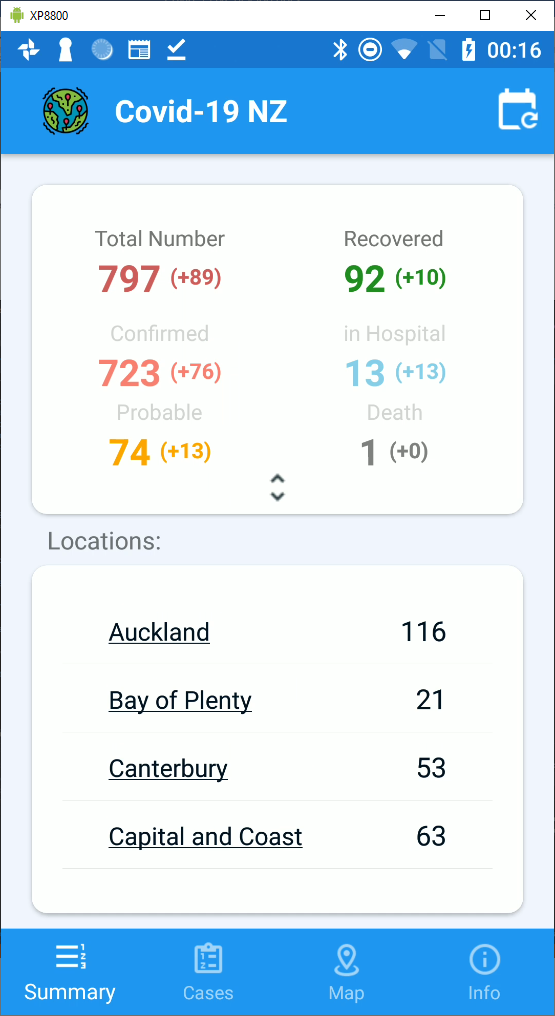 XP8800
00:16
Covid-19 NZ
Total Number Recovered
797 (+89) 92 (+10)
Confirmed in Hospital
723 (+76) 13 (+13)
Probable Death
74 (+13) 1 (+0)
Locations:
Auckland 116
Bay of Plenty 21
Canterbury 53
Capital and Coast 63
Summary Cases Map Info